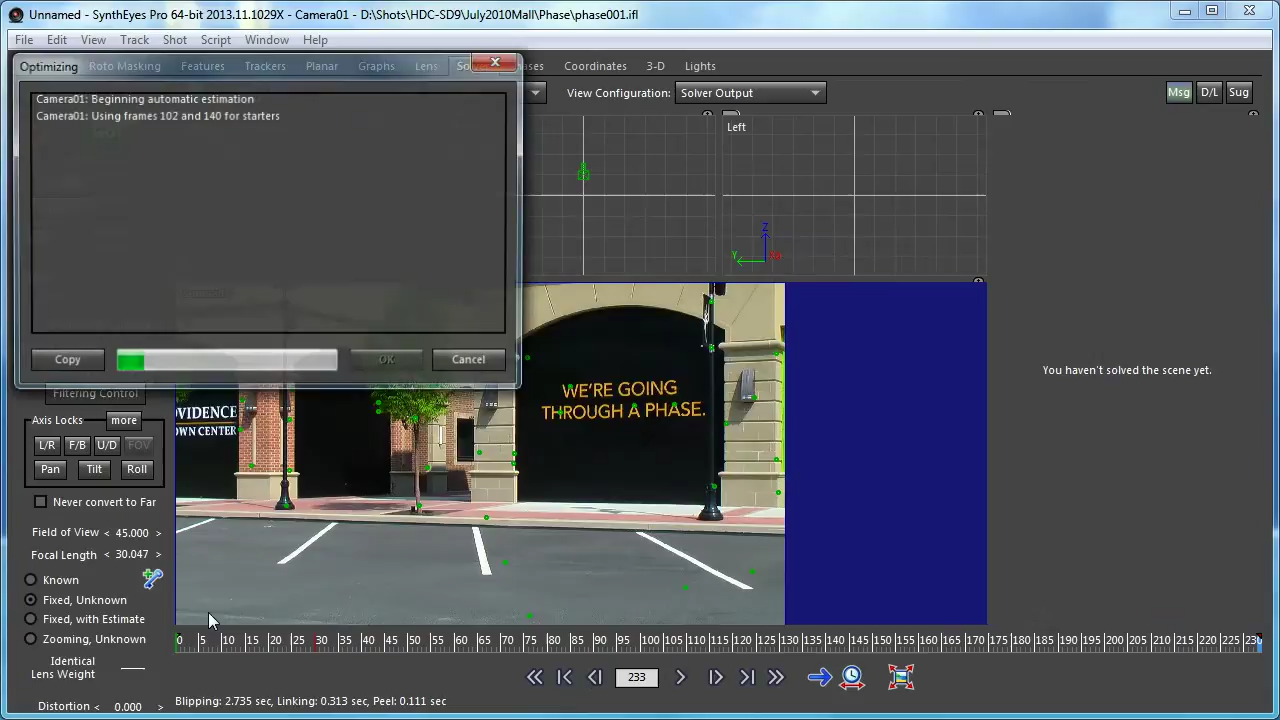 Unnamed - SynthEyes Pro 64-bit 2013.11.1029X - Camera01 - D:\Shots\HDC-SD9\July2010Mall\Phase\phase001.ifl
File Edit View Track Shot Script Window Help
Optimizing Roto Masking Features Trackers Planar Graphs Lens Coordinates 3-D Lights
View Configuration: Solver Output Msg D/L Sug
Camera01: Beginning automatic estimation
Camera01: Using frames 102 and 140 for starters
Left
Z
Y
Copy OK Cancel
You haven't solved the scene yet.
Filtering Control
Axis Locks more
L/R F/B U/D FOV
Pan Tilt Roll
Never convert to Far
Field of View < 45.000 >
Focal Length < 30.047 >
Known
Fixed, Unknown
Fixed, with Estimate
Zooming, Unknown
Identical
Lens Weight
Distortion < 0.000 >
OVIDENCE
OWN CENTER
WE'RE GOING
THROUGH A PHASE.
0 5 10 15 20 25 30 35 40 45 50 55 60 65 70 75 80 85 90 95 100 105 110 115 120 125 130 135 140 145 150 155 160 165 170 175 180 185 190 195 200 205 210 215 220 225 230
233
Blipping: 2.735 sec, Linking: 0.313 sec, Peel: 0.111 sec